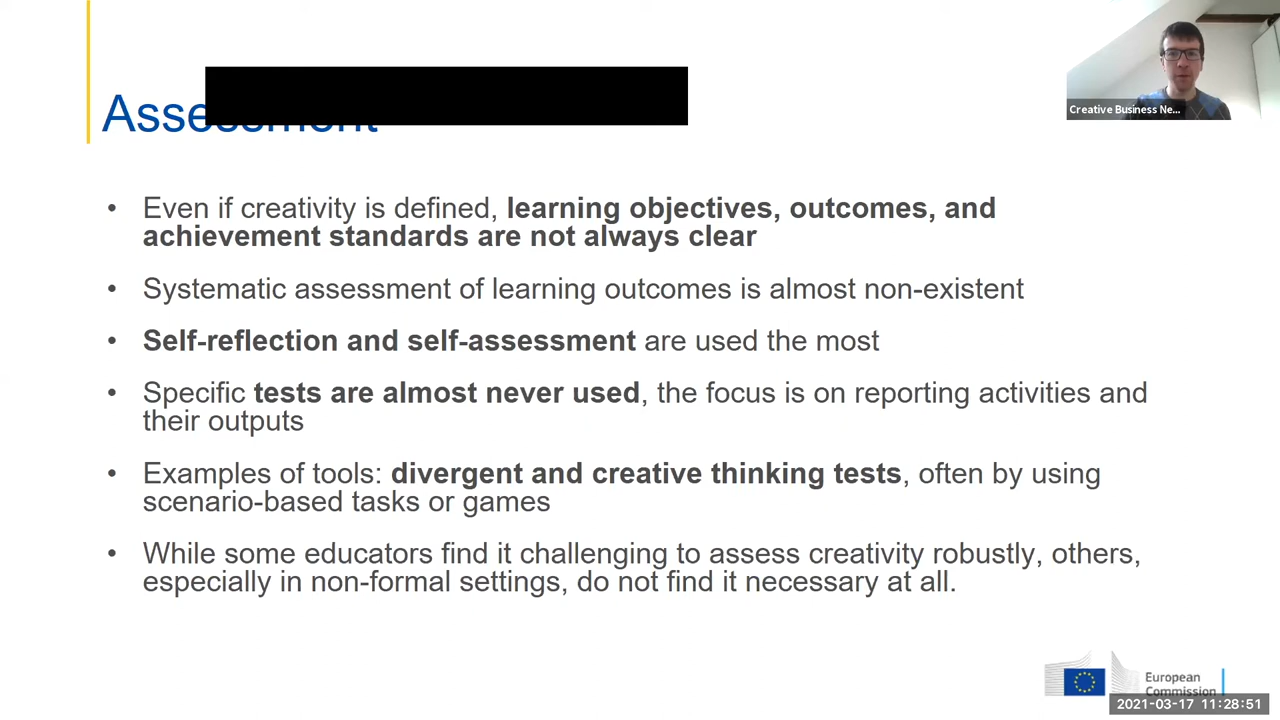 Assessment
Creative Business Ne...
• Even if creativity is defined, learning objectives, outcomes, and
achievement standards are not always clear
• Systematic assessment of learning outcomes is almost non-existent
• Self-reflection and self-assessment are used the most
• Specific tests are almost never used, the focus is on reporting activities and
their outputs
• Examples of tools: divergent and creative thinking tests, often by using
scenario-based tasks or games
• While some educators find it challenging to assess creativity robustly, others,
especially in non-formal settings, do not find it necessary at all.
European
Commission
2021-03-17 11:28:51